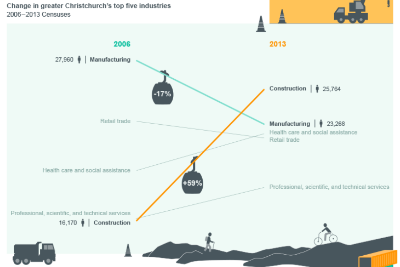 Change in greater Christchurch's top five industries
2006–2013 Censuses
2006
2013
27,960 | Manufacturing
-17%
Construction | 25,764
Retail trade
Manufacturing | 23,268
Health care and social assistance
Retail trade
Health care and social assistance
+59%
Professional, scientific, and technical services
Professional, scientific, and technical services
16,170 | Construction